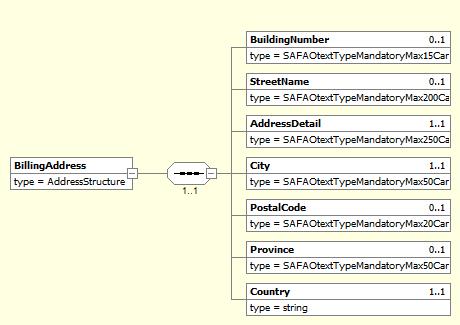 BuildingNumber 0..1
type = SAFAOtextTypeMandatoryMax15Car
StreetName 0..1
type = SAFAOtextTypeMandatoryMax200Ca
AddressDetail 1..1
type = SAFAOtextTypeMandatoryMax250Ca
BillingAddress
type = AddressStructure
1..1
City 1..1
type = SAFAOtextTypeMandatoryMax50Car
PostalCode 0..1
type = SAFAOtextTypeMandatoryMax20Car
Province 0..1
type = SAFAOtextTypeMandatoryMax50Car
Country 1..1
type = string